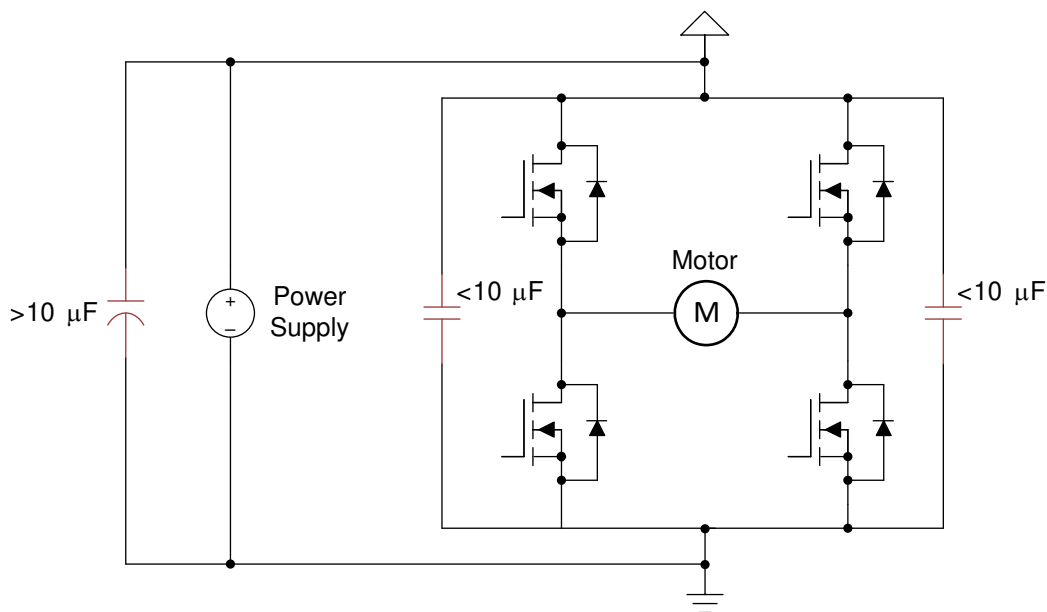 Motor
>10 μF
+
−
Power
Supply
<10 μF
M
<10 μF